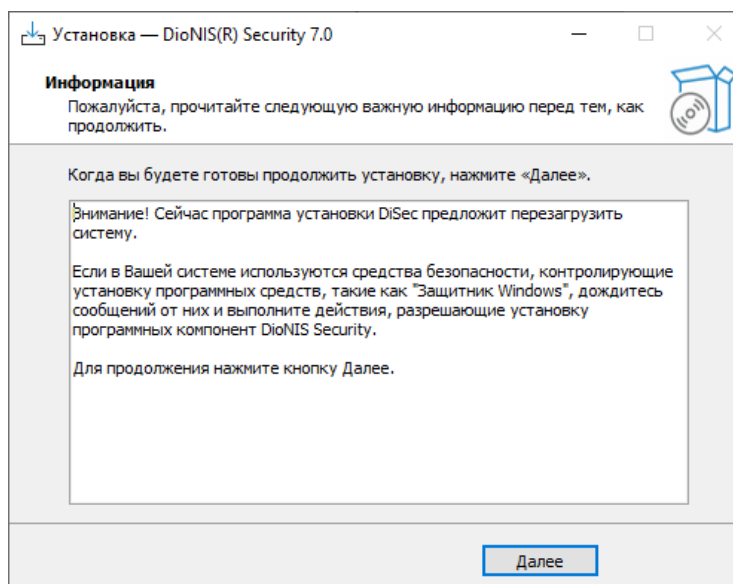 Установка — DioNIS(R) Security 7.0
Информация
Пожалуйста, прочитайте следующую важную информацию перед тем, как
продолжить.
Когда вы будете готовы продолжить установку, нажмите «Далее».
Внимание! Сейчас программа установки DiSec предложит перезагрузить
систему.
Если в Вашей системе используются средства безопасности, контролирующие
установку программных средств, такие как "Защитник Windows", дождитесь
сообщений от них и выполните действия, разрешающие установку
программных компонент DioNIS Security.
Для продолжения нажмите кнопку Далее.
Далее